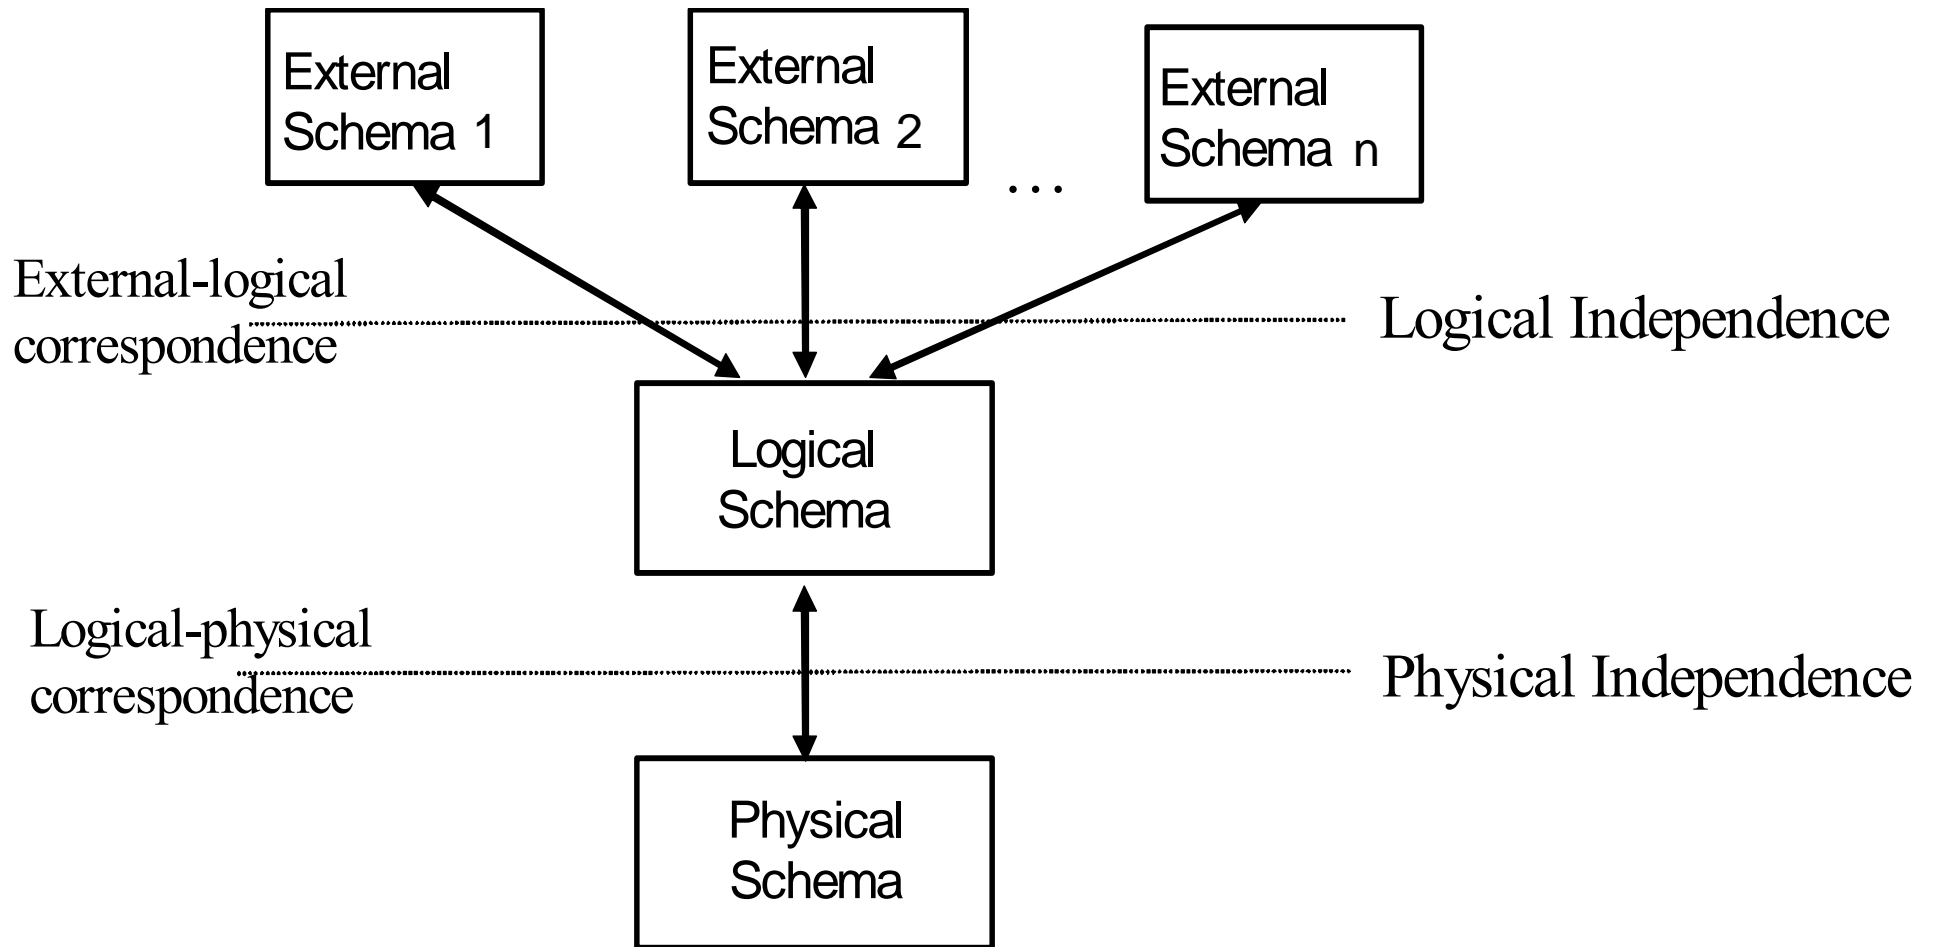 External
Schema 1
External
Schema 2
External
Schema n
...
External-logical
correspondence
Logical Independence
Logical
Schema
Logical-physical
correspondence
Physical Independence
Physical
Schema